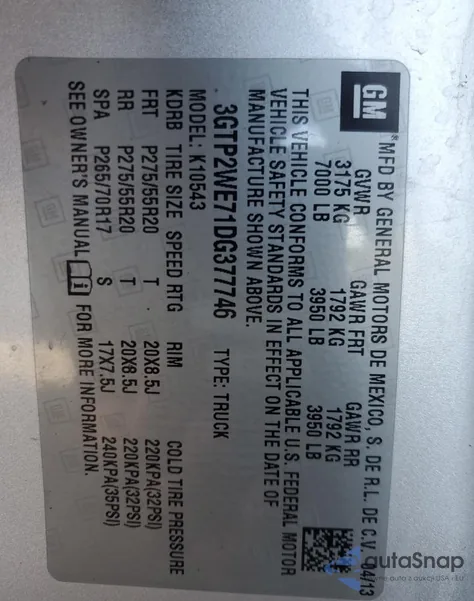 GM
®MFD BY GENERAL MOTORS DE MEXICO, S. DE R.L. DE C.V. 04/13
GVWR GAWR FRT GAWR RR
3175 KG 1792 KG 1792 KG
7000 LB 3950 LB 3950 LB
THIS VEHICLE CONFORMS TO ALL APPLICABLE U.S. FEDERAL MOTOR
VEHICLE SAFETY STANDARDS IN EFFECT ON THE DATE OF
MANUFACTURE SHOWN ABOVE.
3GTP2WE71DG377746 TYPE: TRUCK
MODEL: K10543
KDRB TIRE SIZE SPEED RTG RIM COLD TIRE PRESSURE
FRT P275/55R20 T 20X8.5J 220KPA(32PSI)
RR P275/55R20 T 20X8.5J 220KPA(32PSI)
SPA P265/70R17 S 17X7.5J 240KPA(35PSI)
SEE OWNER'S MANUAL i FOR MORE INFORMATION.
autaSnap